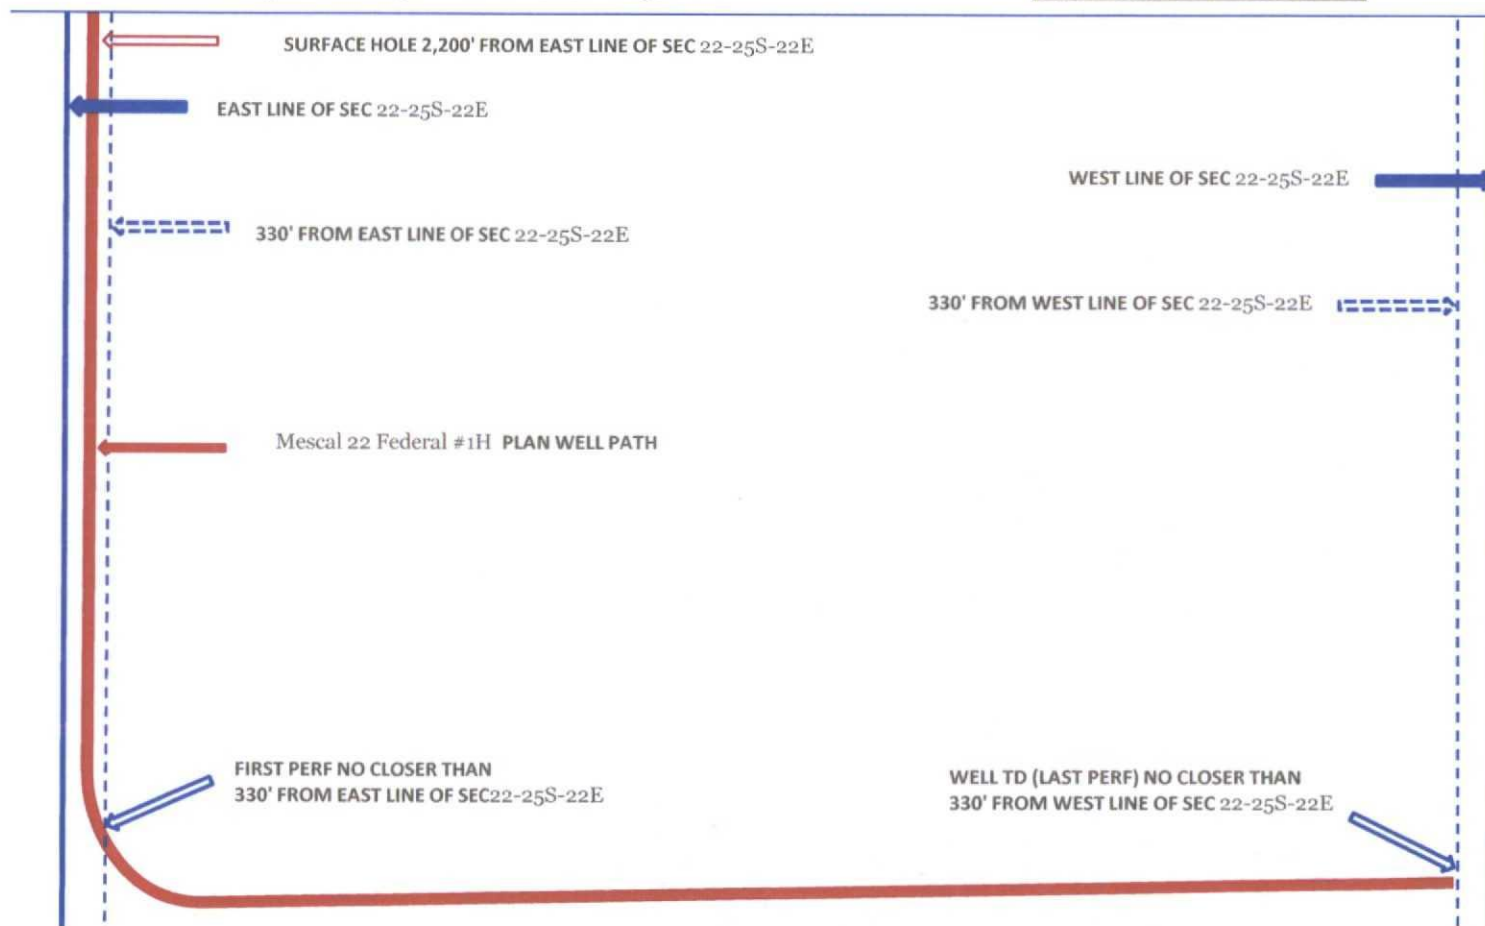 SURFACE HOLE 2,200' FROM EAST LINE OF SEC 22-25S-22E
EAST LINE OF SEC 22-25S-22E
WEST LINE OF SEC 22-25S-22E
330' FROM EAST LINE OF SEC 22-25S-22E
330' FROM WEST LINE OF SEC 22-25S-22E
Mescal 22 Federal #1H PLAN WELL PATH
FIRST PERF NO CLOSER THAN
330' FROM EAST LINE OF SEC22-25S-22E
WELL TD (LAST PERF) NO CLOSER THAN
330' FROM WEST LINE OF SEC 22-25S-22E